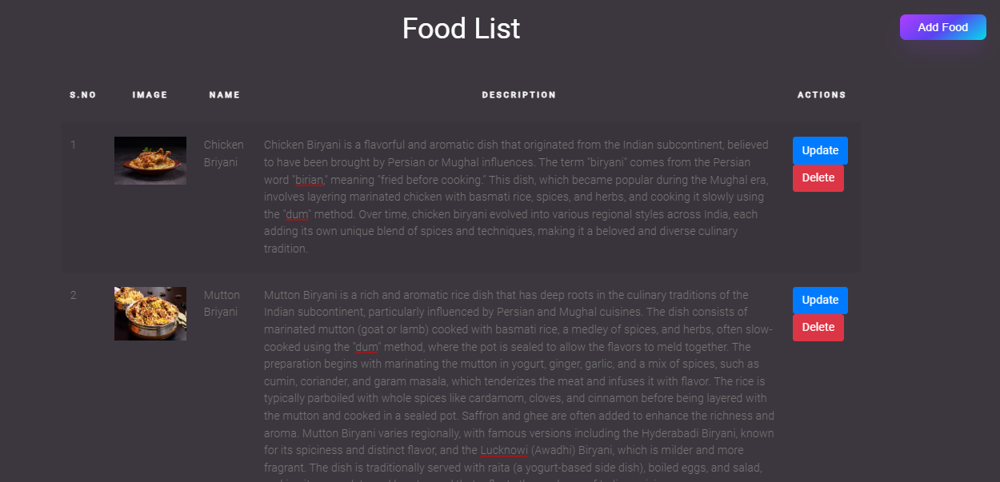 Food List
Add Food
S.NO IMAGE NAME DESCRIPTION ACTIONS
1
Chicken
Briyani
Chicken Biryani is a flavorful and aromatic dish that originated from the Indian subcontinent, believed
to have been brought by Persian or Mughal influences. The term "biryani" comes from the Persian
word "birian," meaning "fried before cooking." This dish, which became popular during the Mughal era,
involves layering marinated chicken with basmati rice, spices, and herbs, and cooking it slowly using
the "dum" method. Over time, chicken biryani evolved into various regional styles across India, each
adding its own unique blend of spices and techniques, making it a beloved and diverse culinary
tradition.
Update
Delete
2
Mutton
Briyani
Mutton Biryani is a rich and aromatic rice dish that has deep roots in the culinary traditions of the
Indian subcontinent, particularly influenced by Persian and Mughal cuisines. The dish consists of
marinated mutton (goat or lamb) cooked with basmati rice, a medley of spices, and herbs, often slow-
cooked using the "dum" method, where the pot is sealed to allow the flavors to meld together. The
preparation begins with marinating the mutton in yogurt, ginger, garlic, and a mix of spices, such as
cumin, coriander, and garam masala, which tenderizes the meat and infuses it with flavor. The rice is
typically parboiled with whole spices like cardamom, cloves, and cinnamon before being layered with
the mutton and cooked in a sealed pot. Saffron and ghee are often added to enhance the richness and
aroma. Mutton Biryani varies regionally, with famous versions including the Hyderabadi Biryani, known
for its spiciness and distinct flavor, and the Lucknowi (Awadhi) Biryani, which is milder and more
fragrant. The dish is traditionally served with raita (a yogurt-based side dish), boiled eggs, and salad,
Update
Delete